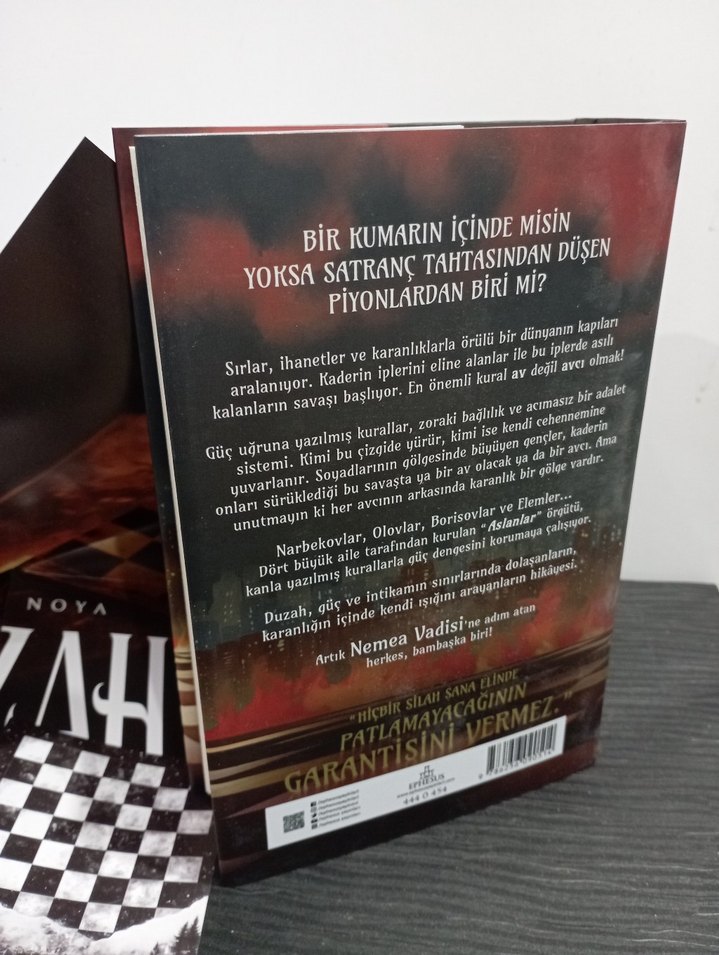 BİR KUMARIN İÇİNDE MİSİN
YOKSA SATRANÇ TAHTASINDAN DÜŞEN
PİYONLARDAN BİRİ Mİ?
Sırlar, ihanetler ve karanlıklarla örülü bir dünyanın kapıları
aralanıyor. Kaderin iplerini eline alanlar ile bu iplerde asılı
kalanların savaşı başlıyor. En önemli kural av değil avcı olmak!
Güç uğruna yazılmış kurallar, zoraki bağlılık ve acımasız bir adalet
sistemi. Kimi bu çizgide yürür, kimi ise kendi cehennemine
yuvarlanır. Soyadlarının gölgesinde büyüyen gençler, kaderin
onları sürüklediği bu savaşta ya bir av olacak ya da bir avcı. Ama
unutmayın ki her avcının arkasında karanlık bir gölge vardır.
Narbekovlar, Olovlar, Borisovlar ve Elemler...
Dört büyük aile tarafından kurulan “Aslanlar” örgütü,
kanla yazılmış kurallarla güç dengesini korumaya çalışıyor.
Duzah, güç ve intikamın sınırlarında dolaşanların,
karanlığın içinde kendi ışığını arayanların hikâyesi.
Artık Nemea Vadisi'ne adım atan
herkes, bambaşka biri!
“HİÇBİR SİLAH SANA ELİNDE
PATLAMAYACAĞININ
GARANTİSİNİ VERMEZ.”
EPHESUS
444 0 454
NOYA
ZAH